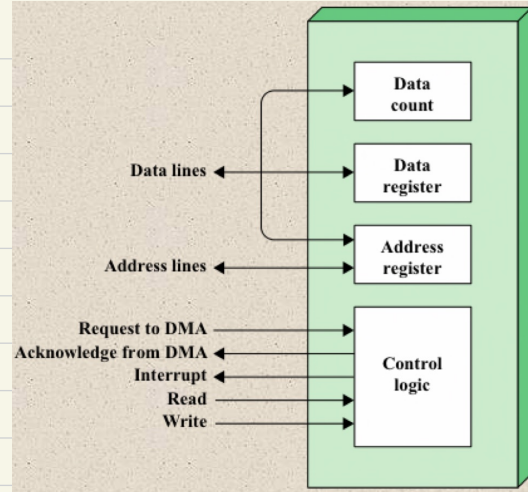 Data
count
Data lines
Data
register
Address
register
Address lines
Request to DMA
Acknowledge from DMA
Interrupt
Read
Write
Control
logic